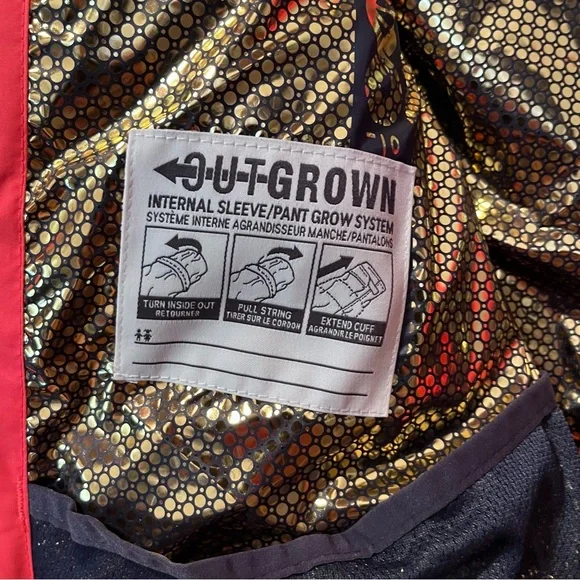 OUTGROWN
INTERNAL SLEEVE/PANT GROW SYSTEM
SYSTÈME INTERNE AGRANDISSEUR MANCHE/PANTALONS
TURN INSIDE OUT
RETOURNER
PULL STRING
TIRER SUR LE CORDON
EXTEND CUFF
AGRANDIR LE POIGNET